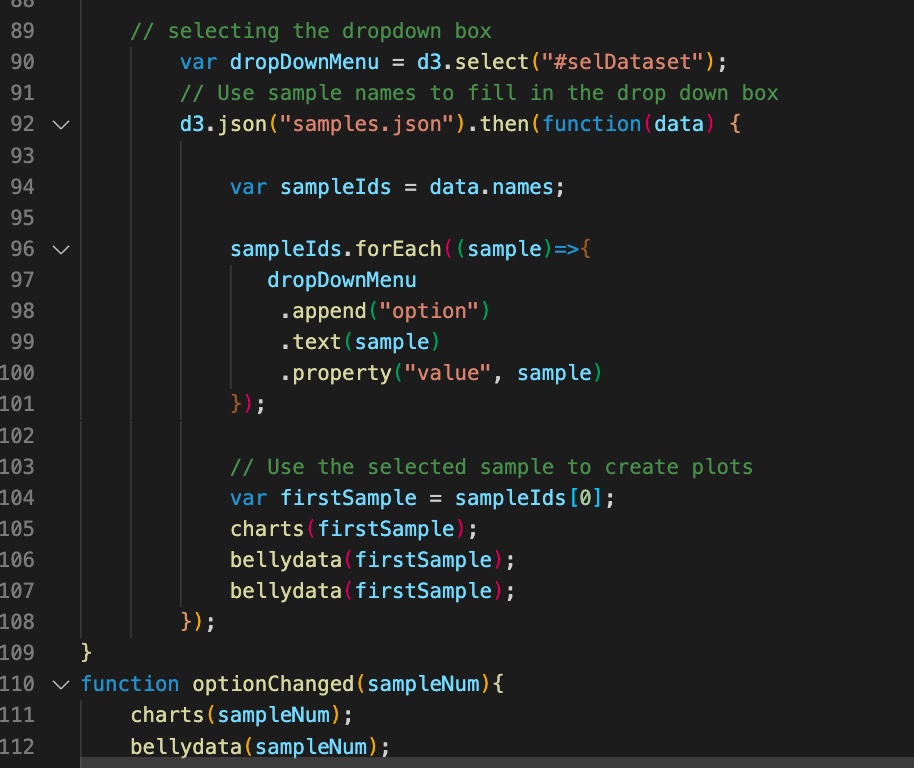 88
89 // selecting the dropdown box
90 var dropDownMenu = d3.select("#selDataset");
91 // Use sample names to fill in the drop down box
92 d3.json("samples.json").then(function(data) {
93
94 var sampleIds = data.names;
95
96 sampleIds.forEach((sample)=>{
97 dropDownMenu
98 .append("option")
99 .text(sample)
100 .property("value", sample)
101 });
102
103 // Use the selected sample to create plots
104 var firstSample = sampleIds[0];
105 charts(firstSample);
106 bellydata(firstSample);
107 bellydata(firstSample);
108 });
109 }
110 function optionChanged(sampleNum){
111 charts(sampleNum);
112 bellydata(sampleNum);